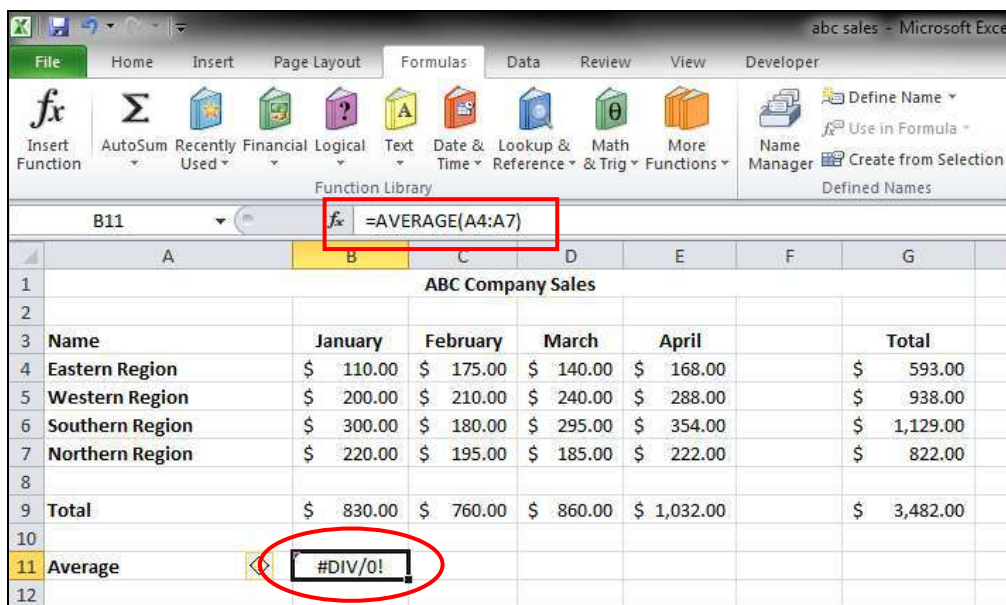 abc sales - Microsoft Exce
File Home Insert Page Layout Formulas Data Review View Developer
fx Σ ? A θ
Insert Function AutoSum Recently Used Financial Logical Text Date & Time Lookup & Reference Math & Trig More Functions Name Manager
Define Name
Use in Formula
Create from Selection
Function Library Defined Names
B11 fx =AVERAGE(A4:A7)
A B C D E F G
1 ABC Company Sales
2
3 Name January February March April Total
4 Eastern Region $ 110.00 $ 175.00 $ 140.00 $ 168.00 $ 593.00
5 Western Region $ 200.00 $ 210.00 $ 240.00 $ 288.00 $ 938.00
6 Southern Region $ 300.00 $ 180.00 $ 295.00 $ 354.00 $ 1,129.00
7 Northern Region $ 220.00 $ 195.00 $ 185.00 $ 222.00 $ 822.00
8
9 Total $ 830.00 $ 760.00 $ 860.00 $ 1,032.00 $ 3,482.00
10
11 Average #DIV/0!
12